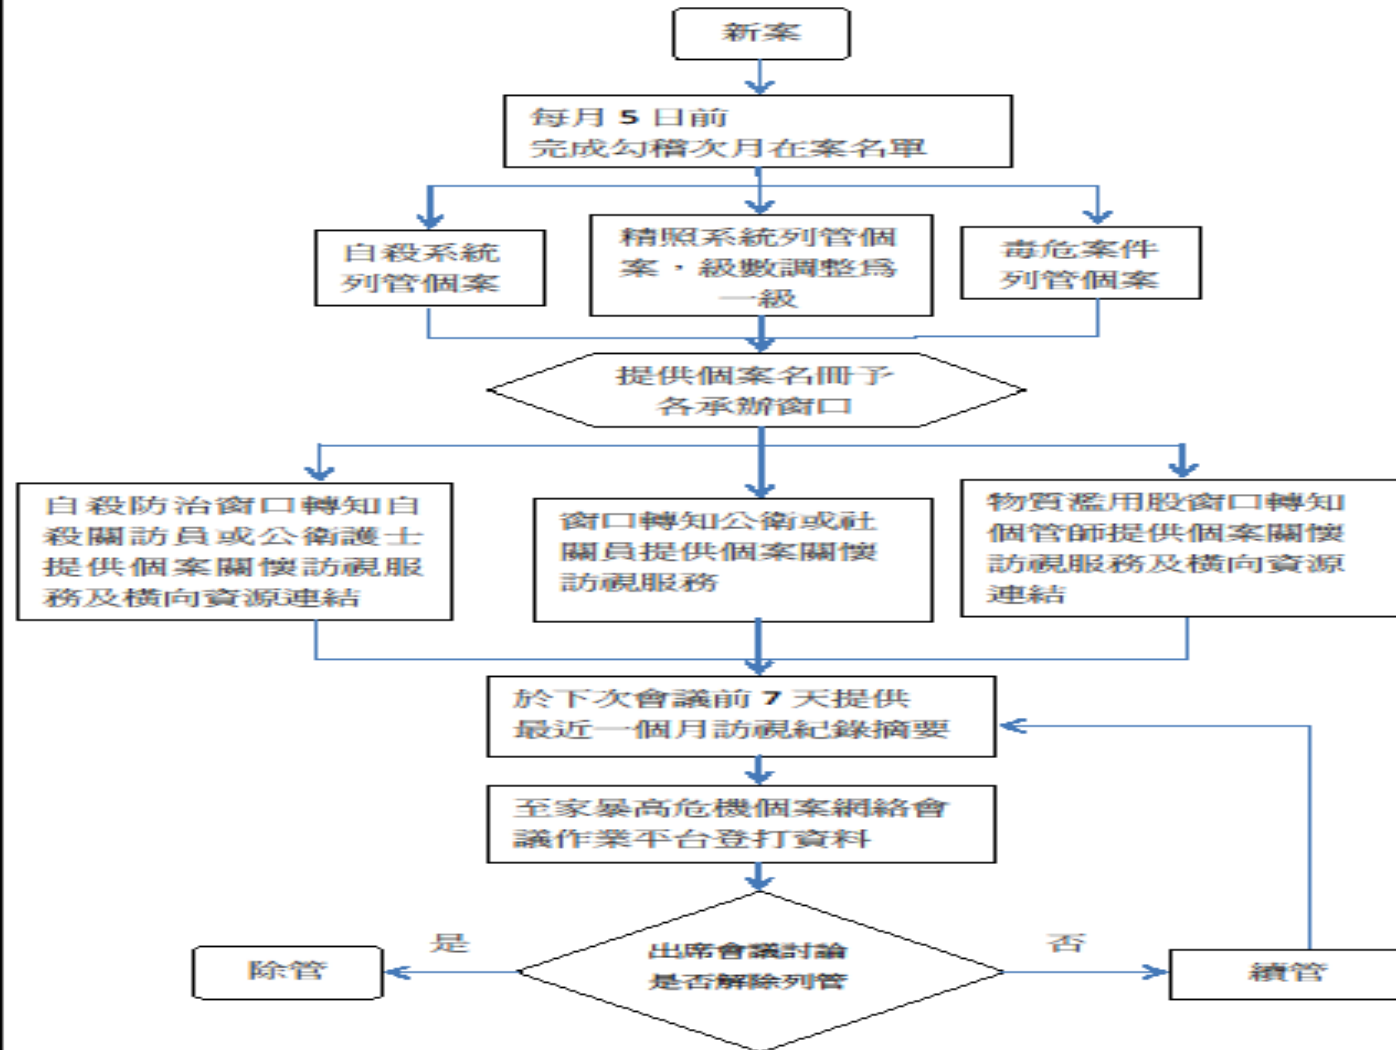 新案
每月 5 日前
完成勾稽次月在案名單
自殺系統
列管個案
精照系統列管個
案，級數調整為
一級
毒危案件
列管個案
提供個案名冊予
各承辦窗口
自殺防治窗口轉知自
殺關訪員或公衛護士
提供個案關懷訪視服
務及橫向資源連結
窗口轉知公衛或社
關員提供個案關懷
訪視服務
物質濫用股窗口轉知
個管師提供個案關懷
訪視服務及橫向資源
連結
於下次會議前 7 天提供
最近一個月訪視紀錄摘要
至家暴高危機個案網絡會
議作業平台登打資料
出席會議討論
是否解除列管
是
除管
否
續管